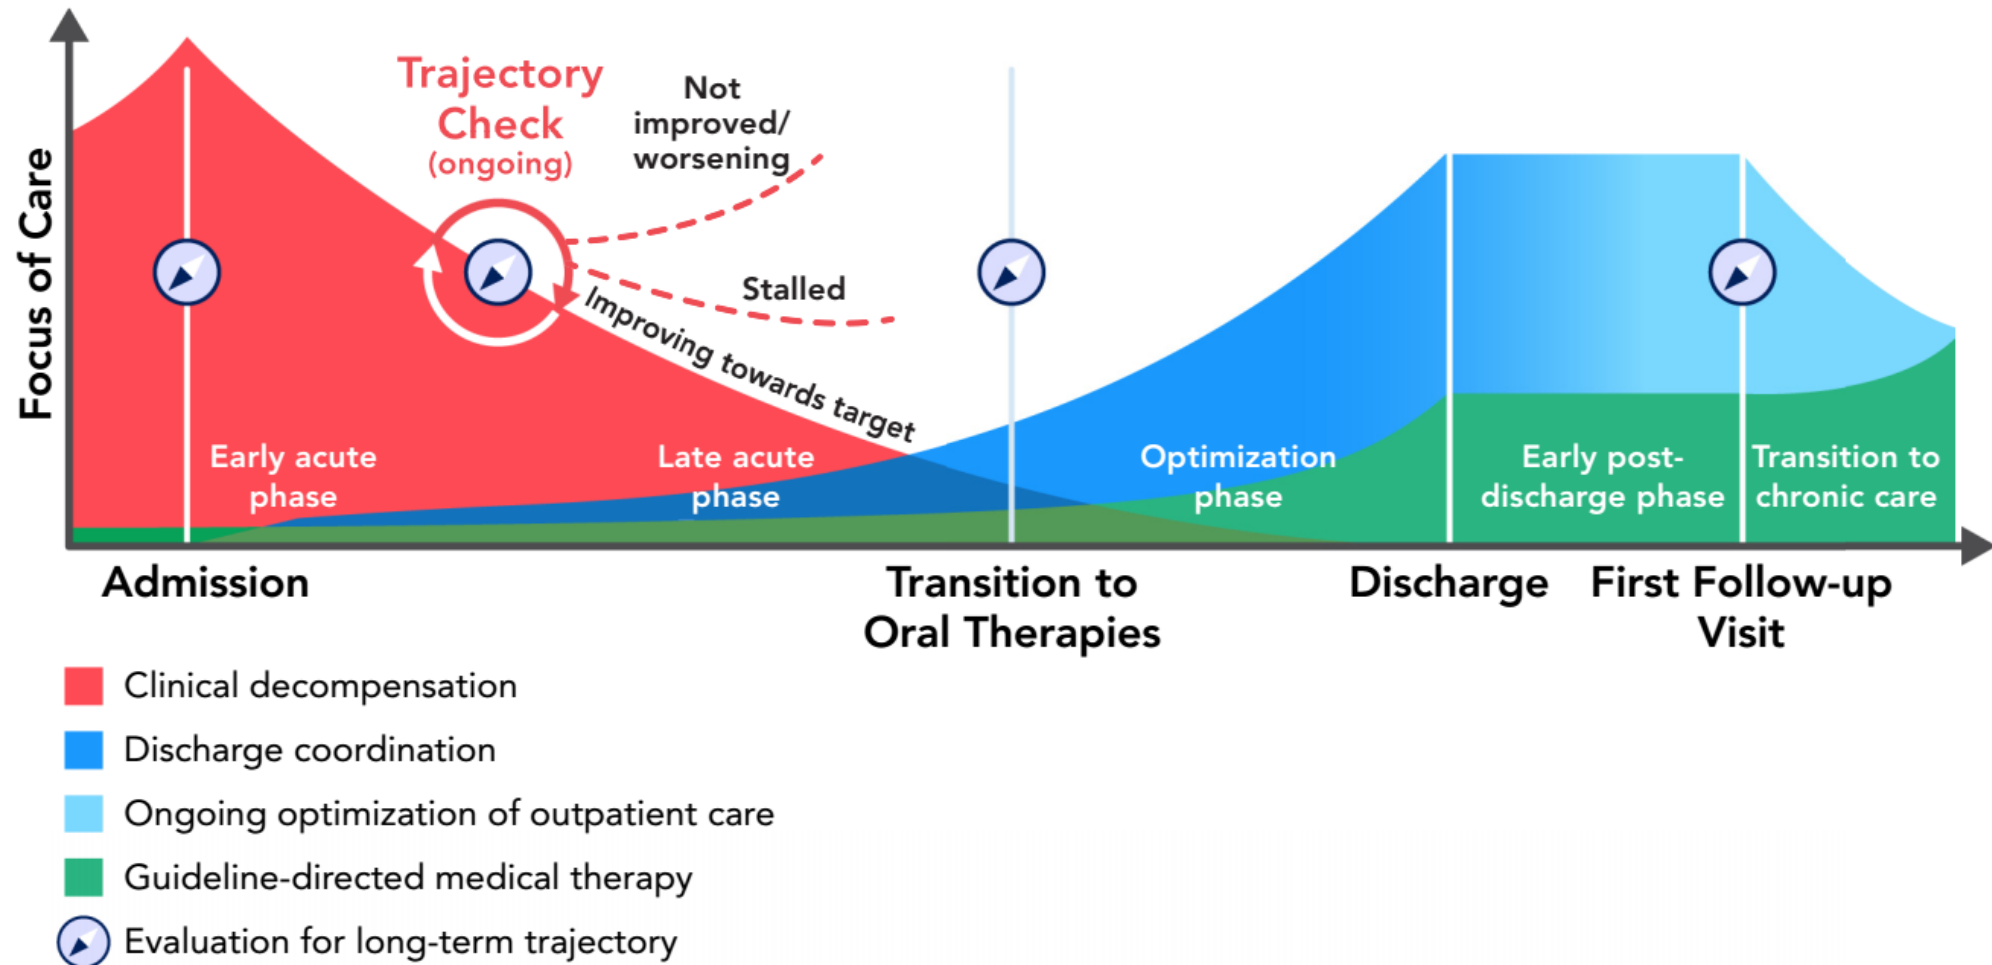 Focus of Care
Trajectory
Check
(ongoing)
Not
improved/
worsening
Stalled
Improving towards target
Early acute
phase
Late acute
phase
Optimization
phase
Early post-
discharge phase
Transition to
chronic care
Admission
Transition to
Oral Therapies
Discharge
First Follow-up
Visit
Clinical decompensation
Discharge coordination
Ongoing optimization of outpatient care
Guideline-directed medical therapy
Evaluation for long-term trajectory